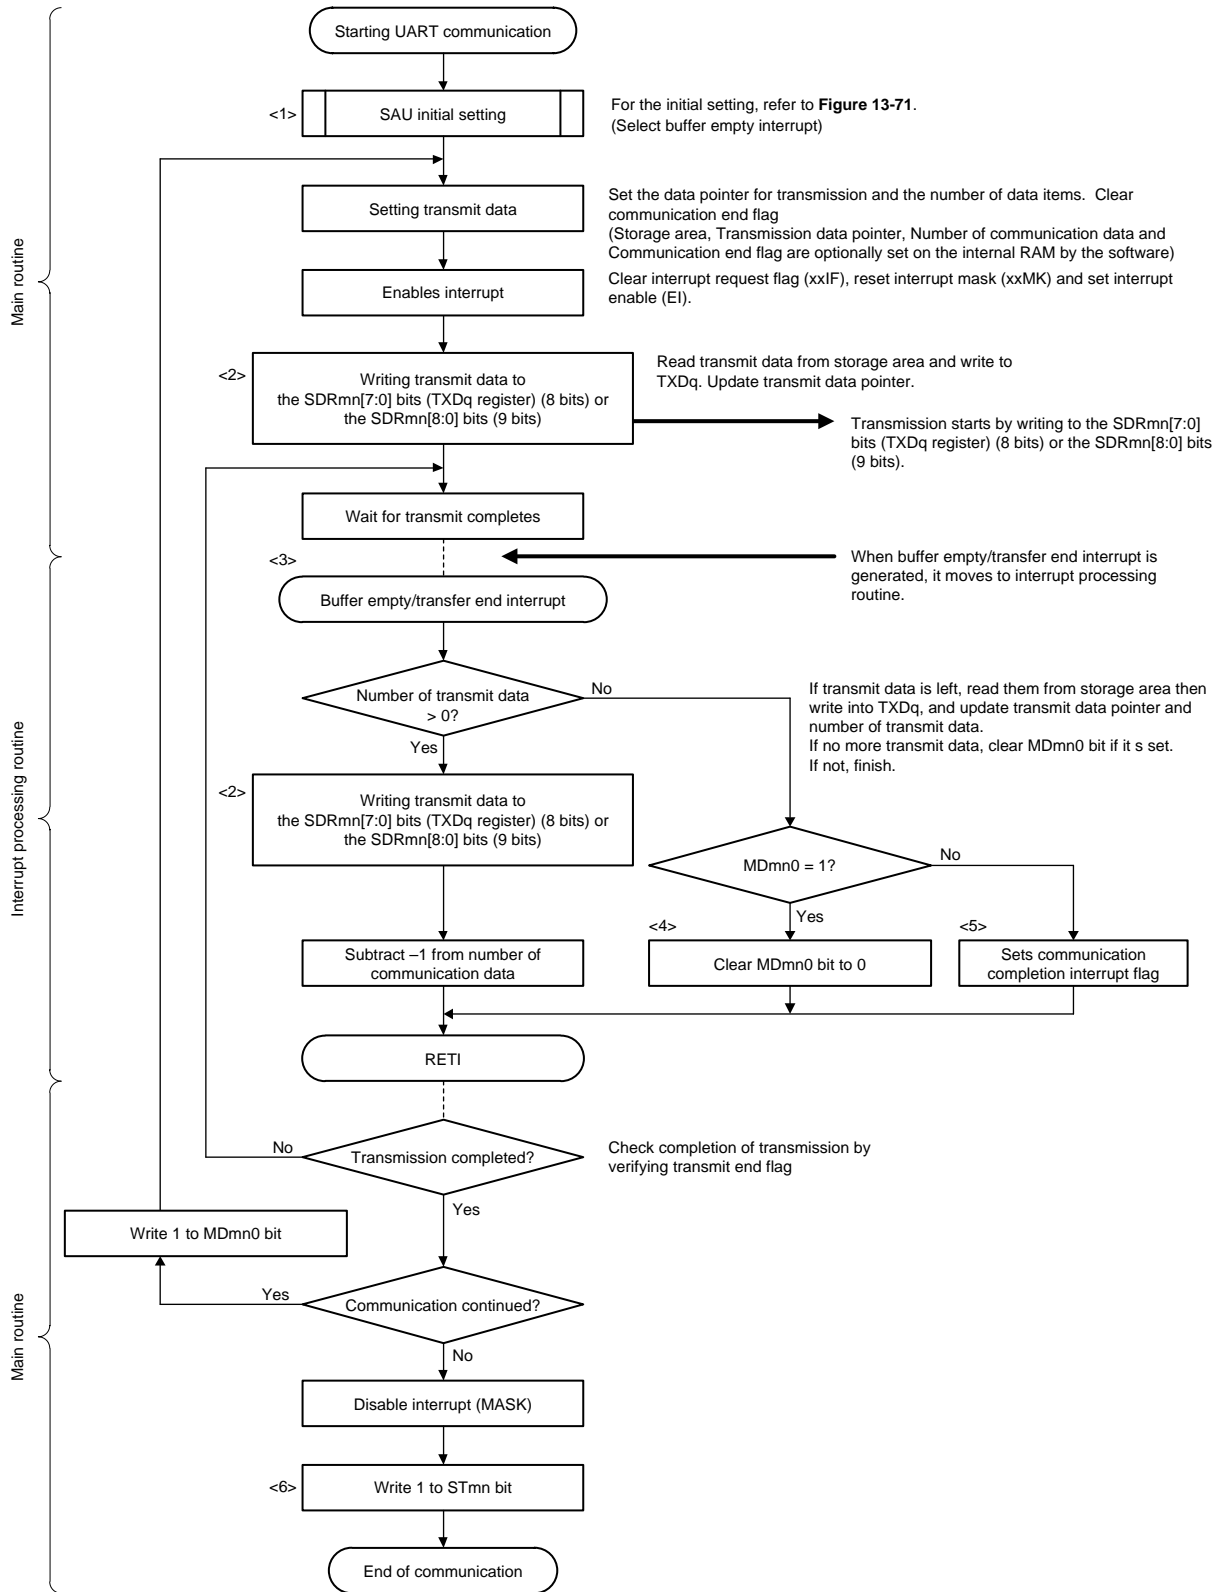 Starting UART communication
<1>
SAU initial setting
For the initial setting, refer to Figure 13-71.
(Select buffer empty interrupt)
Setting transmit data
Set the data pointer for transmission and the number of data items. Clear
communication end flag
(Storage area, Transmission data pointer, Number of communication data and
Communication end flag are optionally set on the internal RAM by the software)
Main routine
Enables interrupt
Clear interrupt request flag (xxIF), reset interrupt mask (xxMK) and set interrupt
enable (EI).
<2>
Writing transmit data to
the SDRmn[7:0] bits (TXDq register) (8 bits) or
the SDRmn[8:0] bits (9 bits)
Read transmit data from storage area and write to
TXDq. Update transmit data pointer.
Transmission starts by writing to the SDRmn[7:0]
bits (TXDq register) (8 bits) or the SDRmn[8:0] bits
(9 bits).
Wait for transmit completes
<3>
When buffer empty/transfer end interrupt is
generated, it moves to interrupt processing
routine.
Buffer empty/transfer end interrupt
Number of transmit data
> 0?
No
Yes
If transmit data is left, read them from storage area then
write into TXDq, and update transmit data pointer and
number of transmit data.
If no more transmit data, clear MDmn0 bit if it s set.
If not, finish.
Interrupt processing routine
<2>
Writing transmit data to
the SDRmn[7:0] bits (TXDq register) (8 bits) or
the SDRmn[8:0] bits (9 bits)
MDmn0 = 1?
No
Yes
<4>
<5>
Subtract –1 from number of
communication data
Clear MDmn0 bit to 0
Sets communication
completion interrupt flag
RETI
No
Transmission completed?
Check completion of transmission by
verifying transmit end flag
Yes
Write 1 to MDmn0 bit
Yes
Communication continued?
Main routine
No
Disable interrupt (MASK)
<6>
Write 1 to STmn bit
End of communication